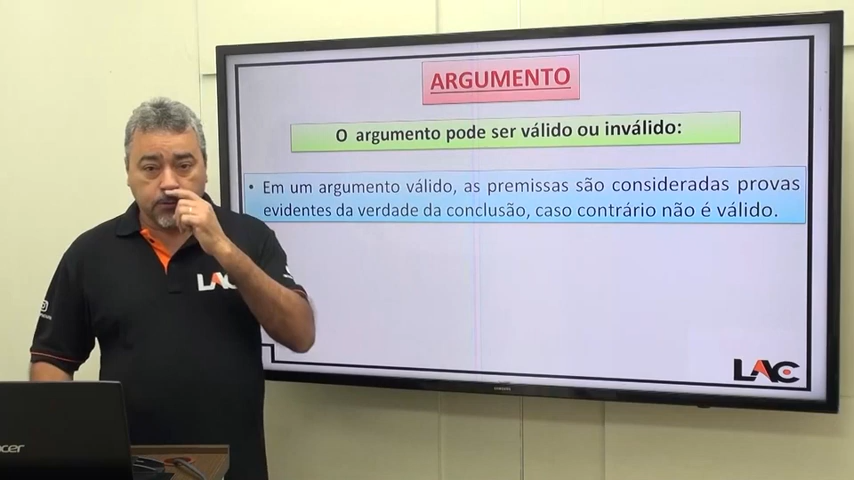 ARGUMENTO
O argumento pode ser válido ou inválido:
• Em um argumento válido, as premissas são consideradas provas
evidentes da verdade da conclusão, caso contrário não é válido.
LAC
LAC
SAMSUNG
acer